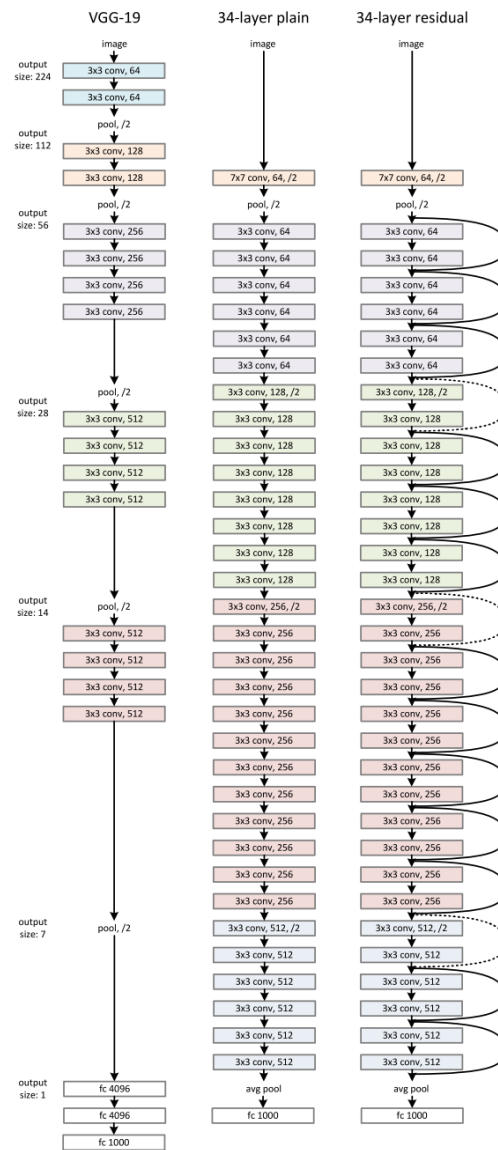 VGG-19
34-layer plain
34-layer residual
output
size: 224
output
size: 112
output
size: 56
output
size: 28
output
size: 14
output
size: 7
output
size: 1
image
3x3 conv, 64
3x3 conv, 64
pool, /2
3x3 conv, 128
3x3 conv, 128
pool, /2
3x3 conv, 256
3x3 conv, 256
3x3 conv, 256
3x3 conv, 256
pool, /2
3x3 conv, 512
3x3 conv, 512
3x3 conv, 512
3x3 conv, 512
pool, /2
3x3 conv, 512
3x3 conv, 512
3x3 conv, 512
3x3 conv, 512
pool, /2
fc 4096
fc 4096
fc 1000
image
7x7 conv, 64, /2
pool, /2
3x3 conv, 64
3x3 conv, 64
3x3 conv, 64
3x3 conv, 64
3x3 conv, 64
3x3 conv, 64
3x3 conv, 128, /2
3x3 conv, 128
3x3 conv, 128
3x3 conv, 128
3x3 conv, 128
3x3 conv, 128
3x3 conv, 128
3x3 conv, 128
3x3 conv, 256, /2
3x3 conv, 256
3x3 conv, 256
3x3 conv, 256
3x3 conv, 256
3x3 conv, 256
3x3 conv, 256
3x3 conv, 256
3x3 conv, 256
3x3 conv, 256
3x3 conv, 256
3x3 conv, 256
3x3 conv, 512, /2
3x3 conv, 512
3x3 conv, 512
3x3 conv, 512
3x3 conv, 512
3x3 conv, 512
avg pool
fc 1000
image
7x7 conv, 64, /2
pool, /2
3x3 conv, 64
3x3 conv, 64
3x3 conv, 64
3x3 conv, 64
3x3 conv, 64
3x3 conv, 64
3x3 conv, 128, /2
3x3 conv, 128
3x3 conv, 128
3x3 conv, 128
3x3 conv, 128
3x3 conv, 128
3x3 conv, 128
3x3 conv, 128
3x3 conv, 256, /2
3x3 conv, 256
3x3 conv, 256
3x3 conv, 256
3x3 conv, 256
3x3 conv, 256
3x3 conv, 256
3x3 conv, 256
3x3 conv, 256
3x3 conv, 256
3x3 conv, 256
3x3 conv, 256
3x3 conv, 512, /2
3x3 conv, 512
3x3 conv, 512
3x3 conv, 512
3x3 conv, 512
3x3 conv, 512
avg pool
fc 1000